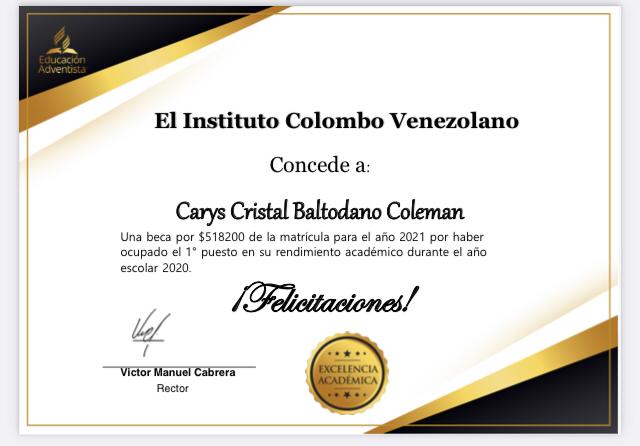 Educación
Adventista
El Instituto Colombo Venezolano
Concede a:
Carys Cristal Baltodano Coleman
Una beca por $518200 de la matrícula para el año 2021 por haber
ocupado el 1° puesto en su rendimiento académico durante el año
escolar 2020.
¡Felicitaciones!
Victor Manuel Cabrera
Rector
EXCELENCIA
ACADÉMICA